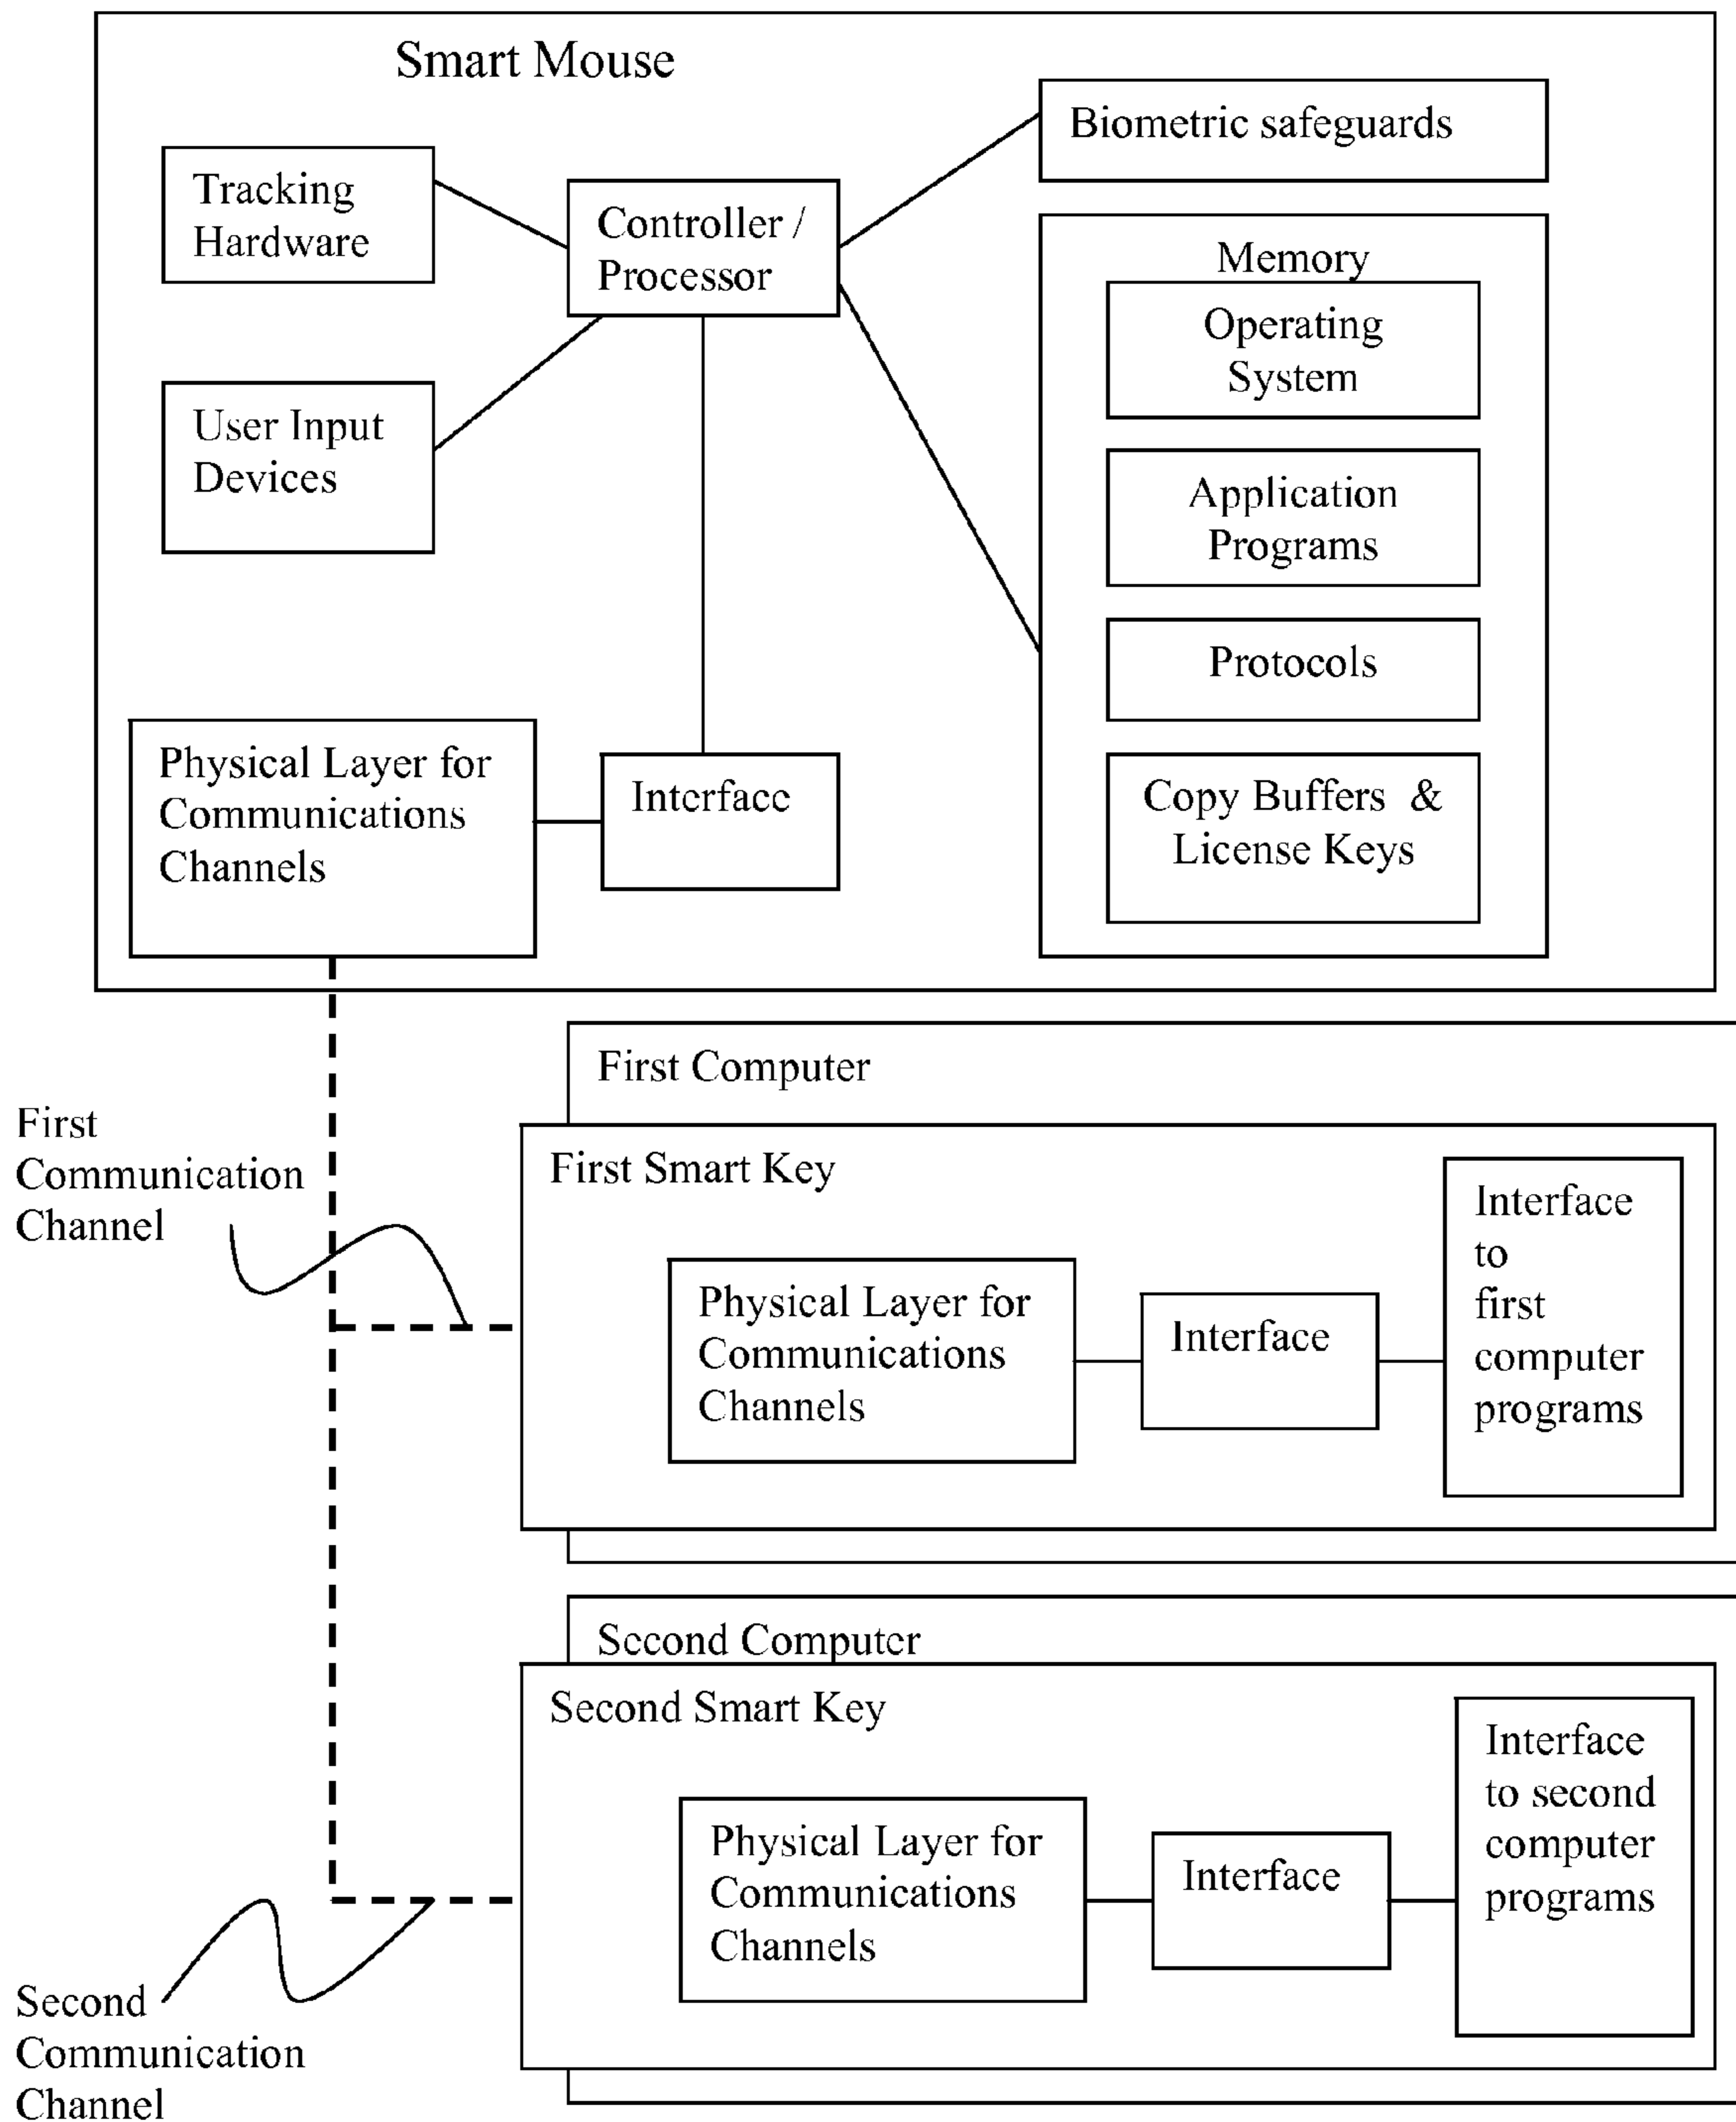 Smart Mouse
Tracking
Hardware
Controller /
Processor
Biometric safeguards
User Input
Devices
Memory
Operating
System
Application
Programs
Protocols
Copy Buffers &
License Keys
Physical Layer for
Communications
Channels
Interface
First
Communication
Channel
First Computer
First Smart Key
Physical Layer for
Communications
Channels
Interface
Interface
to
first
computer
programs
Second Computer
Second Smart Key
Physical Layer for
Communications
Channels
Interface
Interface
to second
computer
programs
Second
Communication
Channel